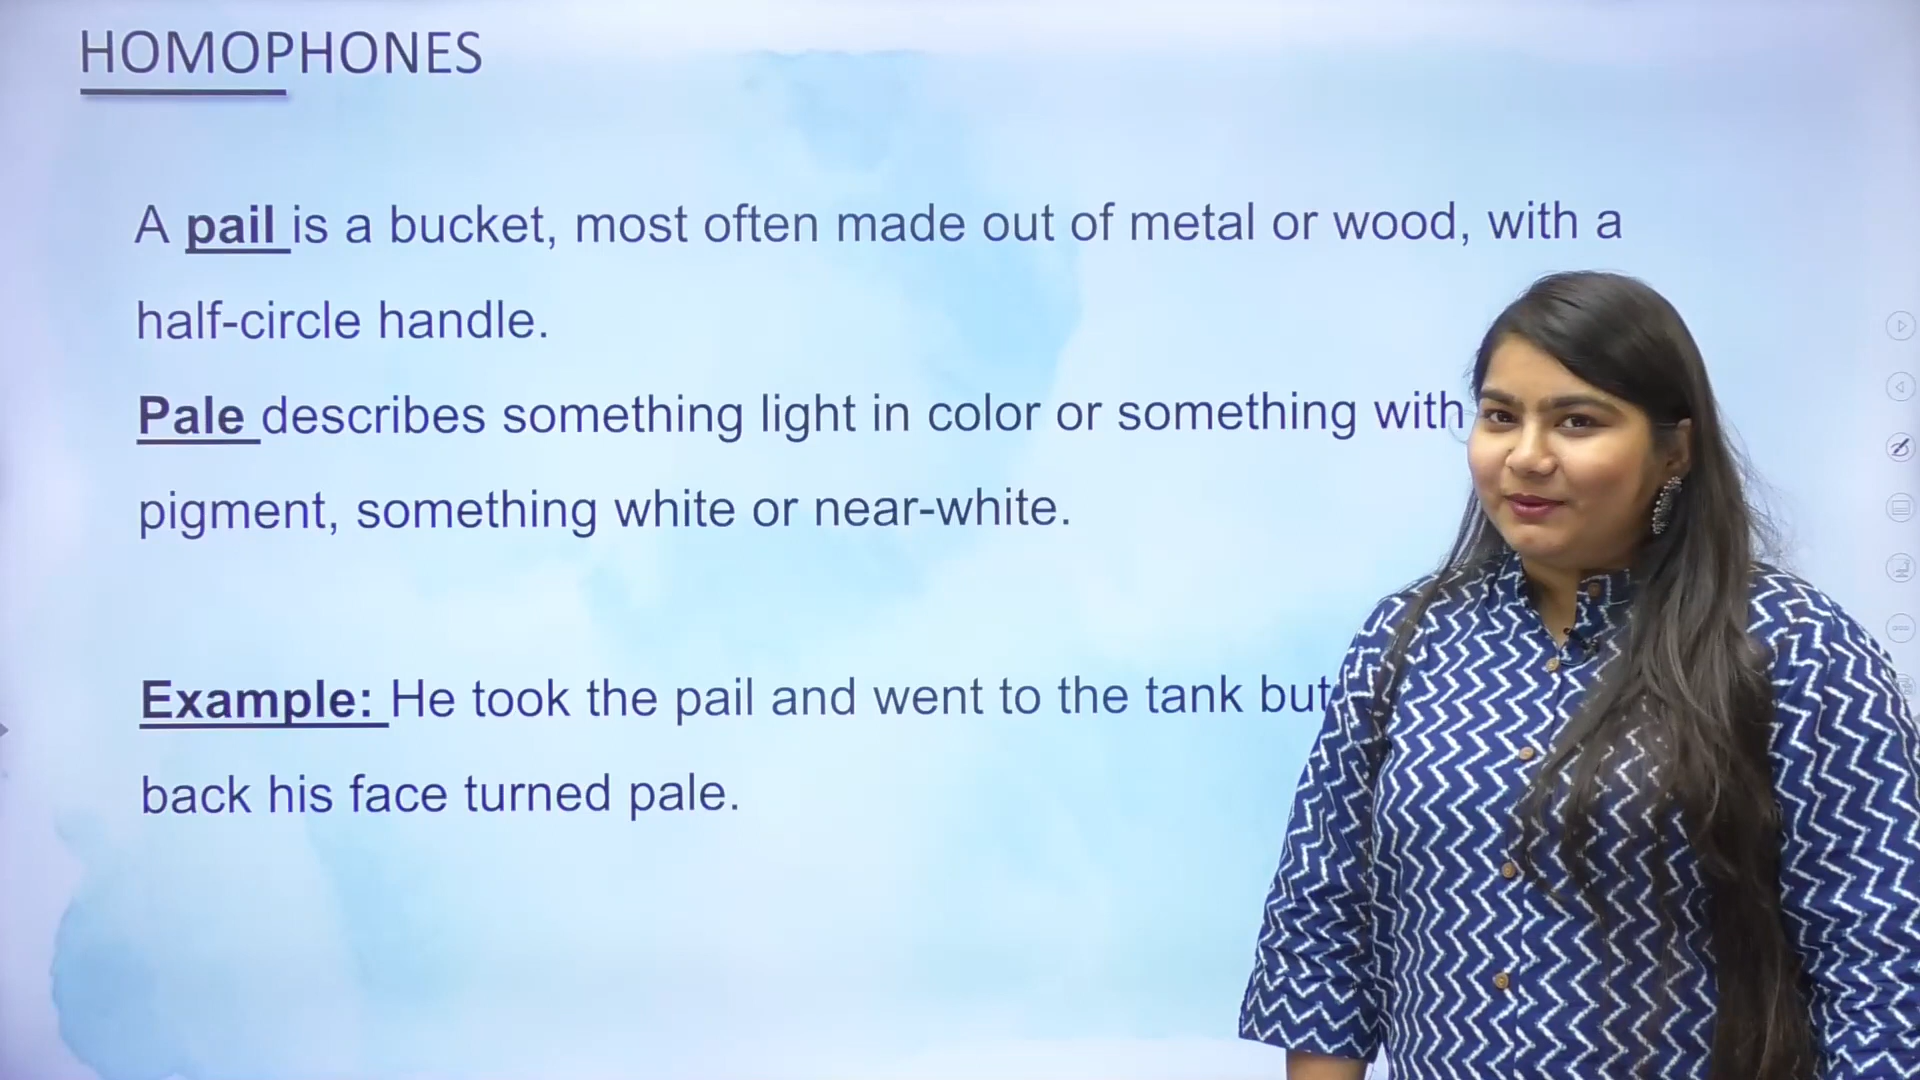 HOMOPHONES
A pail is a bucket, most often made out of metal or wood, with a
half-circle handle.
Pale describes something light in color or something with
pigment, something white or near-white.
Example: He took the pail and went to the tank but
back his face turned pale.